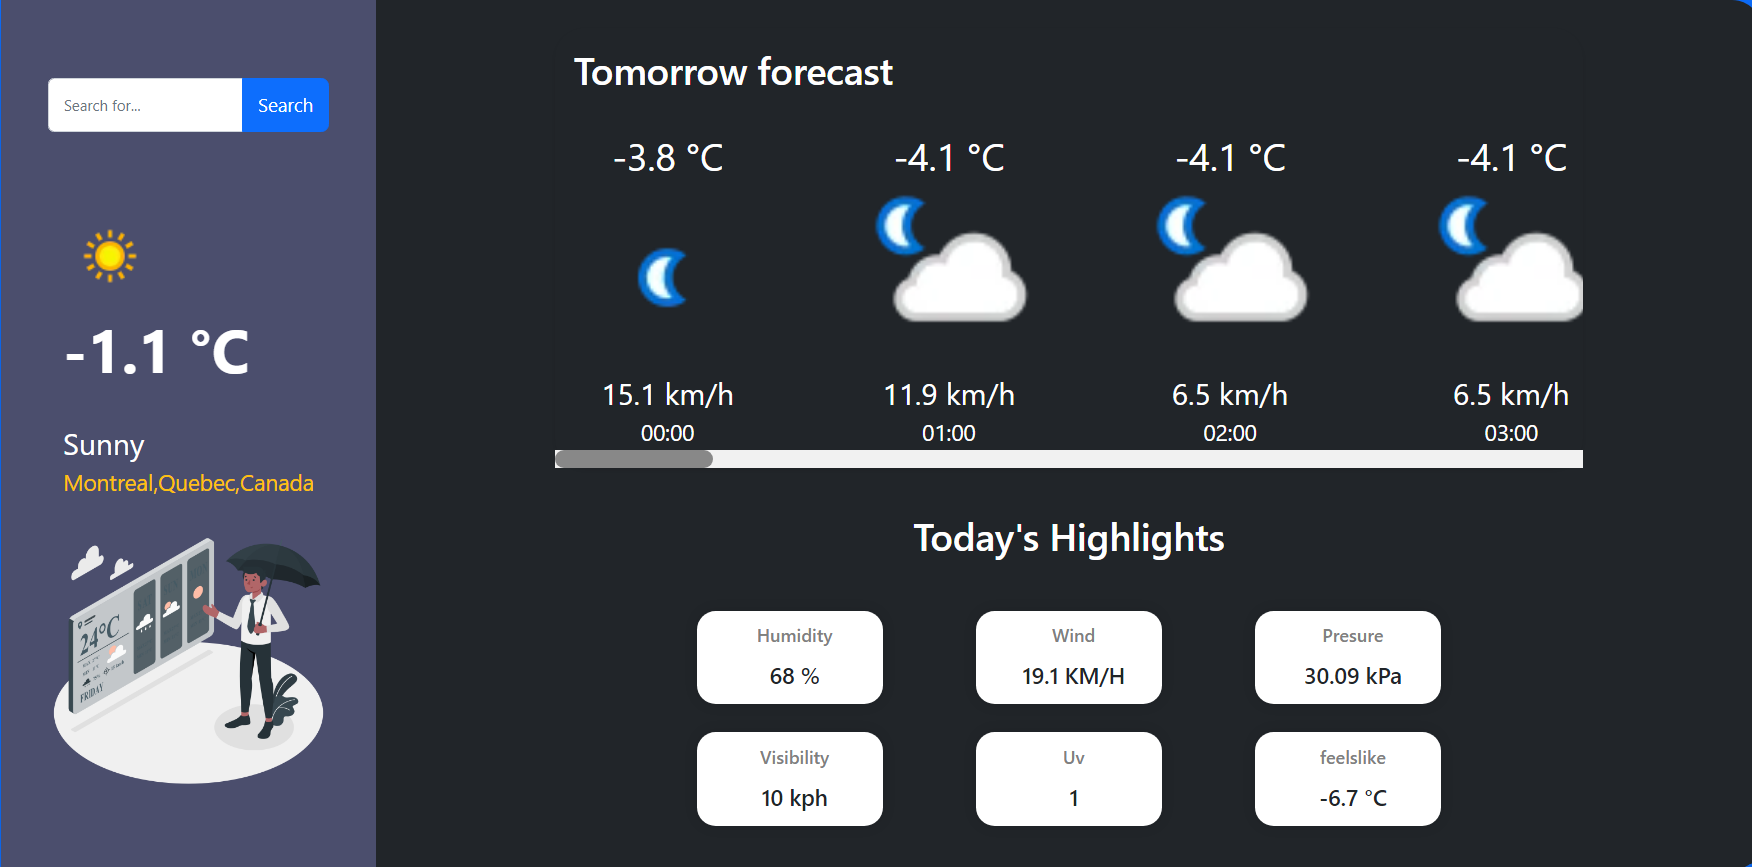 Search for...
Search
-1.1 °C
Sunny
Montreal,Quebec,Canada
24°C
FRIDAY
Tomorrow forecast
-3.8 °C
-4.1 °C
-4.1 °C
-4.1 °C
15.1 km/h
11.9 km/h
6.5 km/h
6.5 km/h
00:00
01:00
02:00
03:00
Today's Highlights
Humidity
68 %
Wind
19.1 KM/H
Presure
30.09 kPa
Visibility
10 kph
Uv
1
feelslike
-6.7 °C